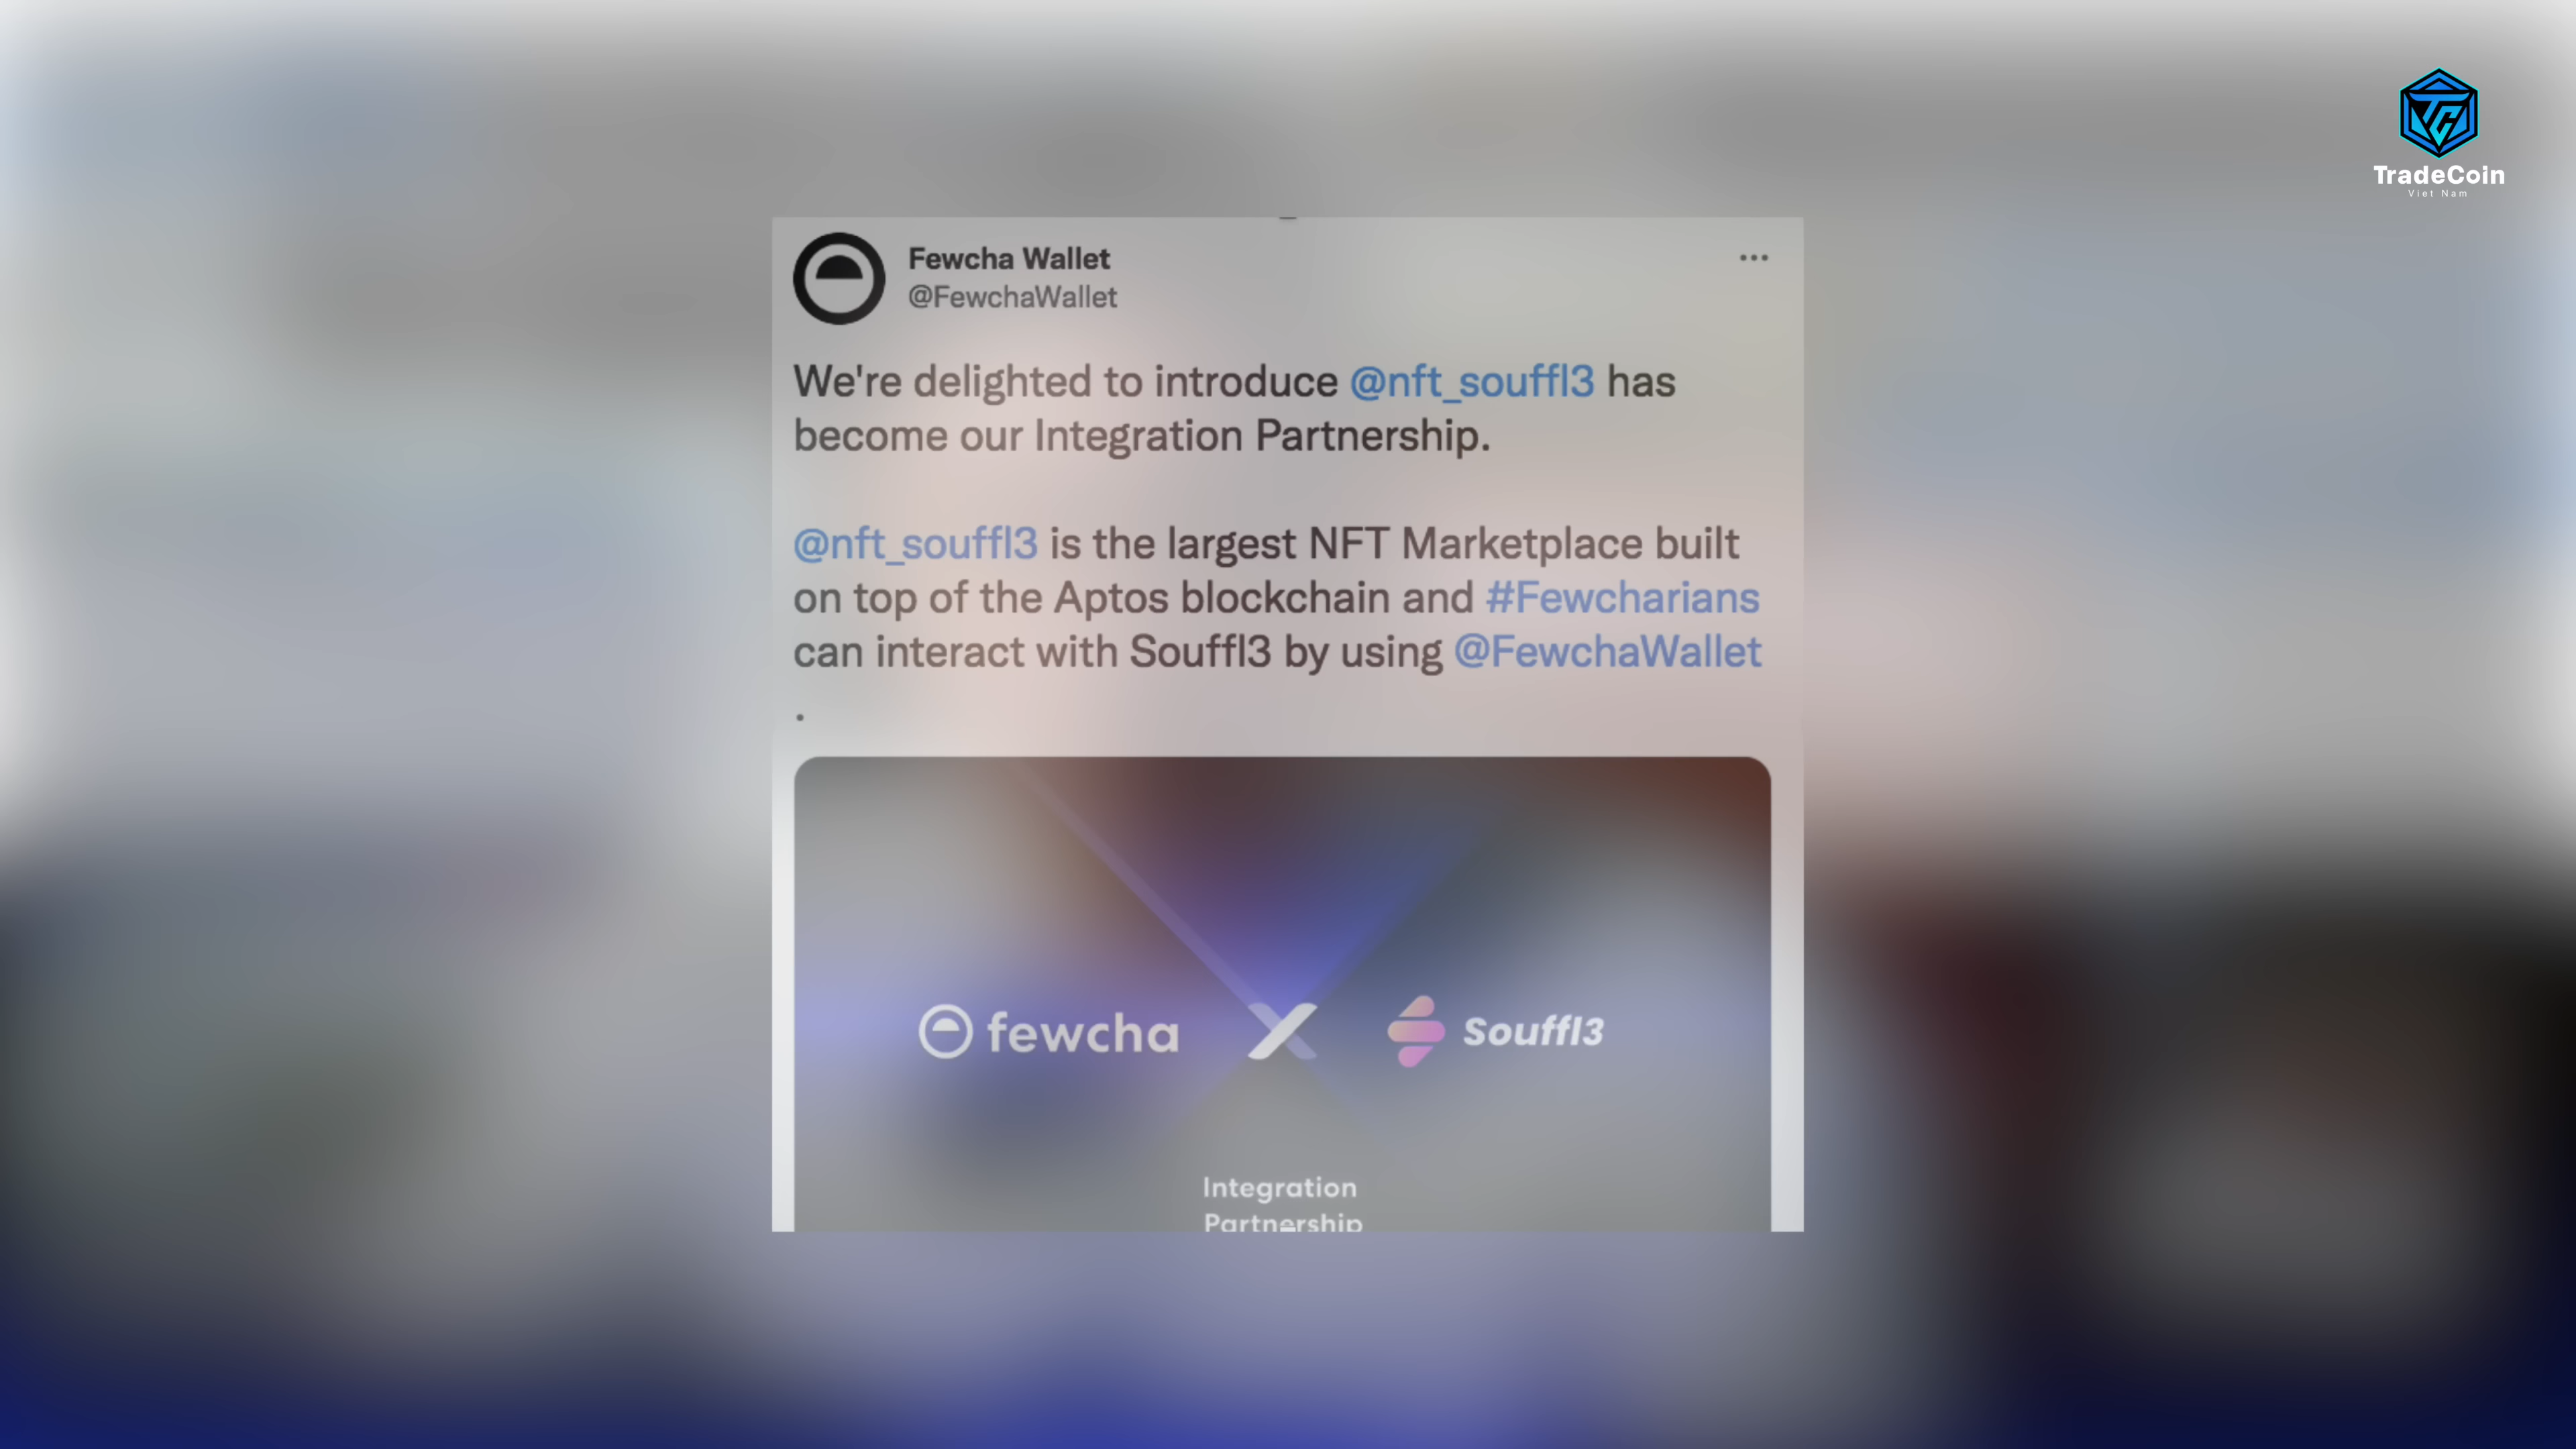 TradeCoin
Viet Nam
Fewcha Wallet
@FewchaWallet
We're delighted to introduce @nft_souffl3 has
become our Integration Partnership.
@nft_souffl3 is the largest NFT Marketplace built
on top of the Aptos blockchain and #Fewcharians
can interact with Souffl3 by using @FewchaWallet
.
fewcha
Souffl3
Integration
Partnership